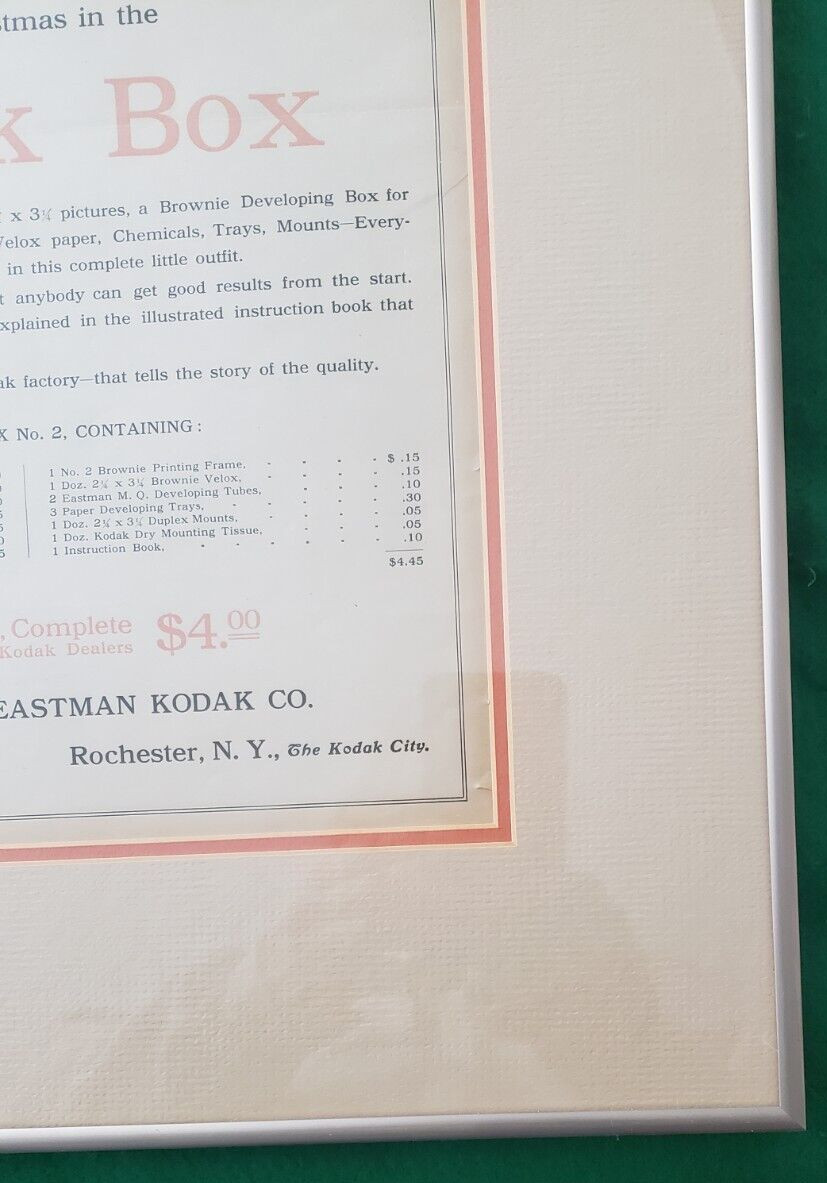 stmas in the
k Box
x 3¼ pictures, a Brownie Developing Box for
Velox paper, Chemicals, Trays, Mounts—Every-
in this complete little outfit.
t anybody can get good results from the start.
xplained in the illustrated instruction book that
ak factory—that tells the story of the quality.
X No. 2, CONTAINING:
1 No. 2 Brownie Printing Frame, - - - - $ .15
1 Doz. 2¼ x 3¼ Brownie Velox, - - - - .15
2 Eastman M. Q. Developing Tubes, - - - .10
3 Paper Developing Trays, - - - - .30
1 Doz. 2¼ x 3¼ Duplex Mounts, - - - .05
1 Doz. Kodak Dry Mounting Tissue, - - - .05
1 Instruction Book, - - - - - .10
$4.45
, Complete $4.00
Kodak Dealers
EASTMAN KODAK CO.
Rochester, N. Y., The Kodak City.